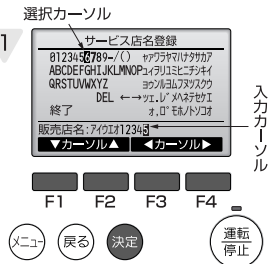 選択カーソル
1
サービス店名登録
0123456789-/() ャアワラヤマハナタサカア
ABCDEFGHIJKLMNOPュイヲリユミヒニチシキイ
QRSTUVWXYZ ョウンルヨムフヌツスクウ
DEL ←→ッエ.レ゛メヘネテセケエ
終了 ォ,ロ゜モホノトソコオ
販売店名:アイウエオ12345
▼カーソル▲ ◀カーソル▶
入力カーソル
F1 F2 F3 F4
メニュー 戻る 決定 運転/停止